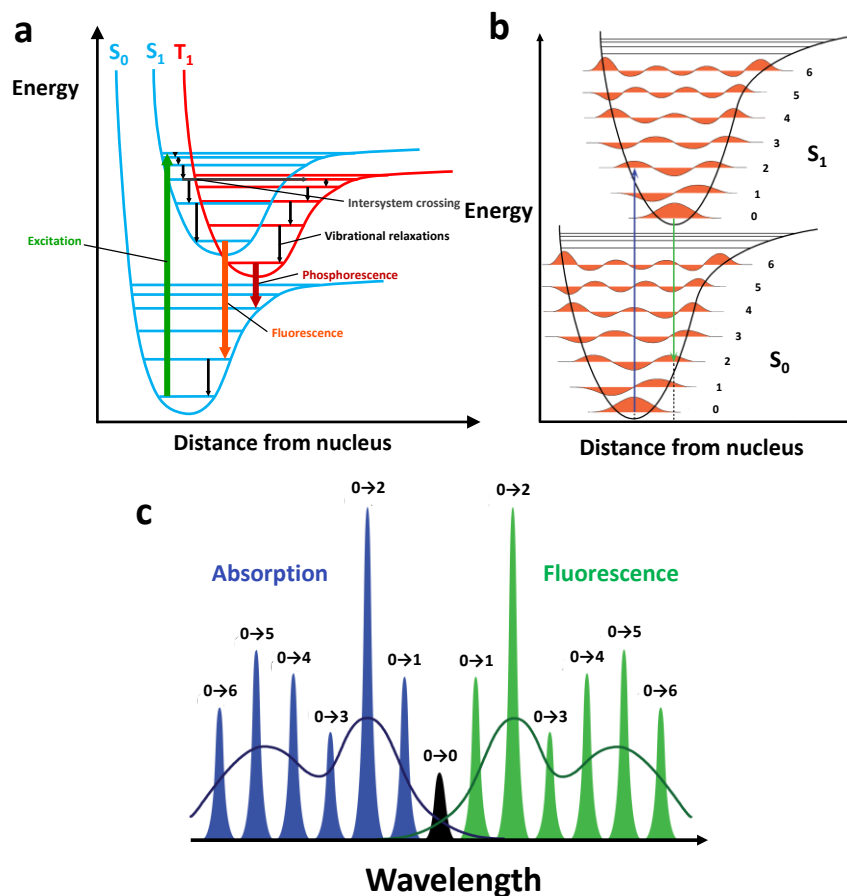 a
S₀ S₁ T₁
Energy
Excitation
Intersystem crossing
Vibrational relaxations
Phosphorescence
Fluorescence
Distance from nucleus
b
Energy
6
5
4
3
2
1
0
S₁
6
5
4
3
2
1
0
S₀
Distance from nucleus
c
Absorption
Fluorescence
0→6
0→5
0→4
0→3
0→2
0→1
0→0
0→1
0→2
0→3
0→4
0→5
0→6
Wavelength